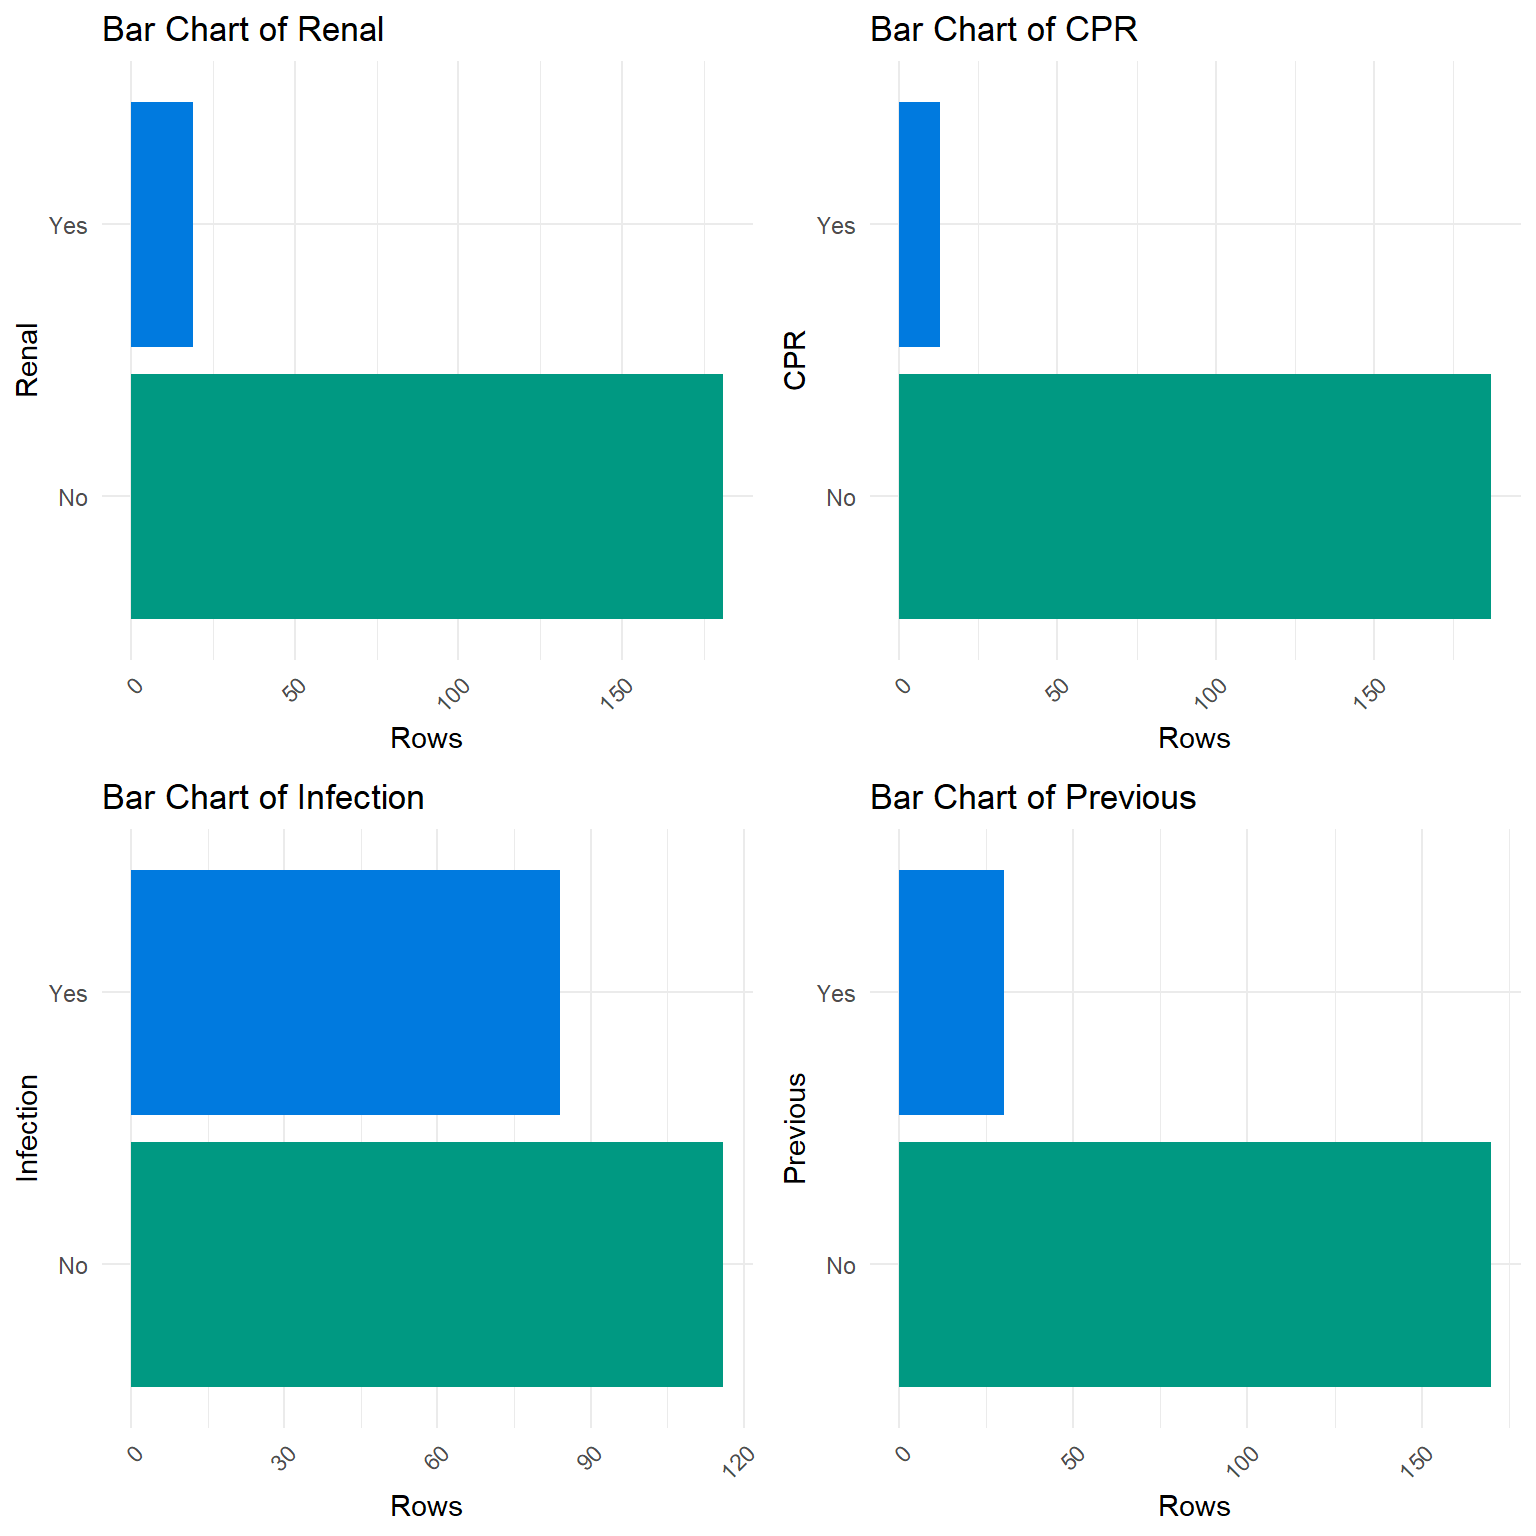 Bar Chart of Renal
Renal
Yes
No
0 50 100 150
Rows
Bar Chart of CPR
CPR
Yes
No
0 50 100 150
Rows
Bar Chart of Infection
Infection
Yes
No
0 30 60 90 120
Rows
Bar Chart of Previous
Previous
Yes
No
0 50 100 150
Rows